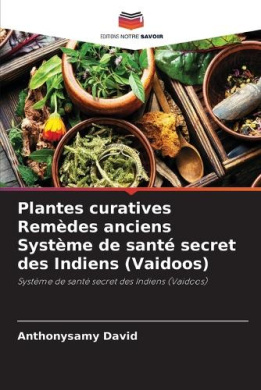 EDITIONS NOTRE SAVOIR
Plantes curatives
Remèdes anciens
Système de santé secret
des Indiens (Vaidoos)
Système de santé secret des Indiens (Vaidoos)
Anthonysamy David